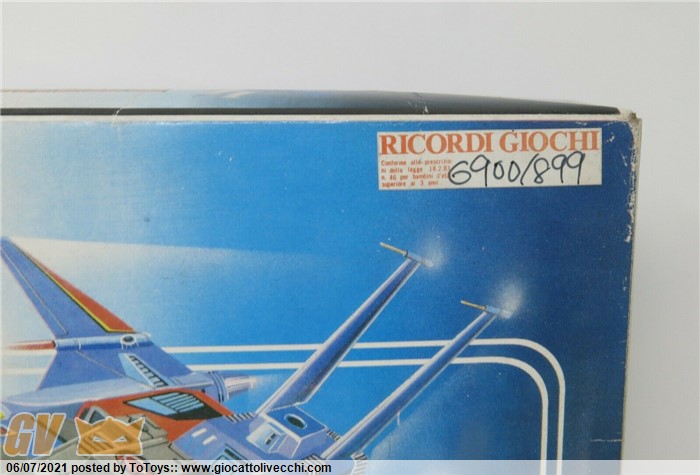 RICORDI GIOCHI
Conforme alle prescrizio-
ni della legge 18.2.83
n. 46 per bambini d'età
superiore ai 3 anni
6900/899
GV
06/07/2021 posted by ToToys:: www.giocattolivecchi.com